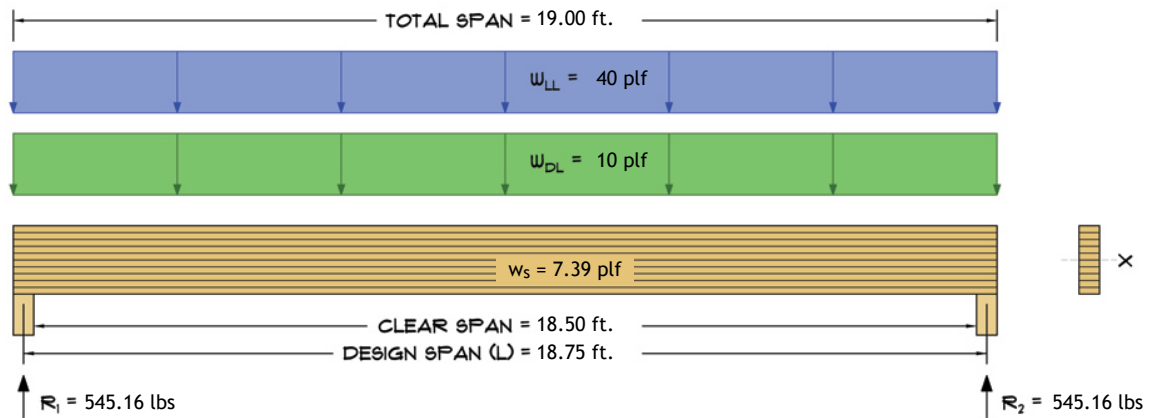 TOTAL SPAN = 19.00 ft.
WLL = 40 plf
WDL = 10 plf
ws = 7.39 plf
X
CLEAR SPAN = 18.50 ft.
DESIGN SPAN (L) = 18.75 ft.
R1 = 545.16 lbs
R2 = 545.16 lbs